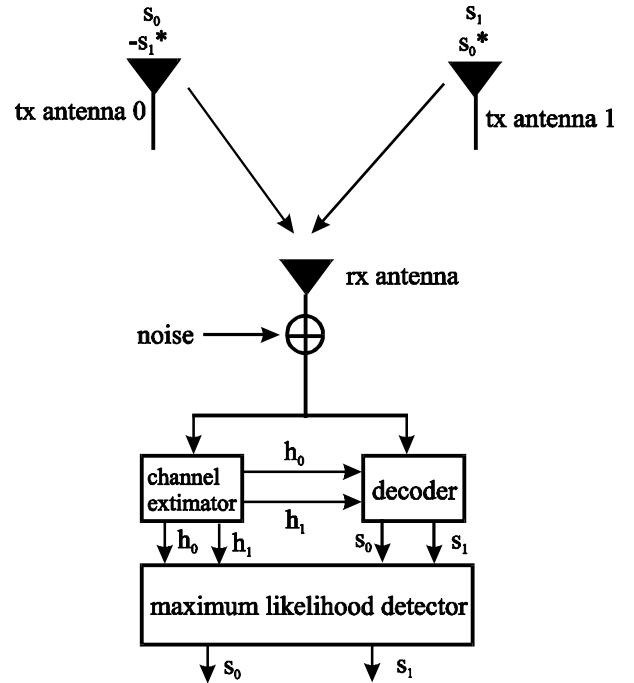 s₀
-s₁*
s₁
s₀*
tx antenna 0
tx antenna 1
rx antenna
noise
channel
extimator
h₀
h₁
decoder
h₀
h₁
s₀
s₁
maximum likelihood detector
s₀
s₁